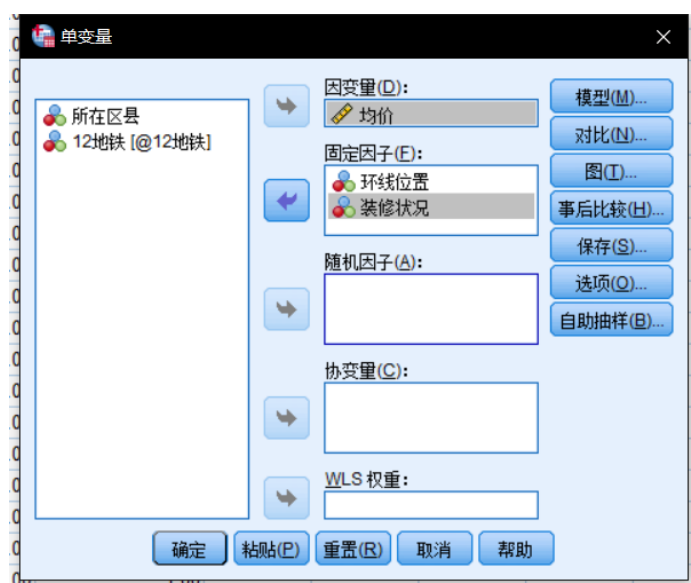 单变量
所在区县
12地铁 [@12地铁]
因变量(D):
均价
固定因子(F):
环线位置
装修状况
随机因子(A):
协变量(C):
WLS 权重:
模型(M)...
对比(N)...
图(T)...
事后比较(H)...
保存(S)...
选项(O)...
自助抽样(B)...
确定
粘贴(P)
重置(R)
取消
帮助